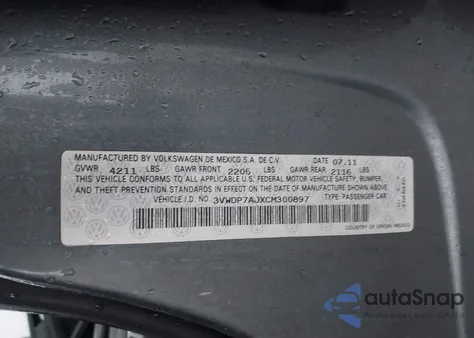 MANUFACTURED BY VOLKSWAGEN DE MEXICO S.A. DE C.V. DATE 07.11
GVWR 4211 LBS GAWR FRONT 2205 LBS GAWR REAR 2116 LBS
THIS VEHICLE CONFORMS TO ALL APPLICABLE U.S. FEDERAL MOTOR VEHICLE SAFETY, BUMPER,
AND THEFT PREVENTION STANDARDS IN EFFECT ON THE DATE OF MANUFACTURE SHOWN ABOVE.
VEHICLE I.D. NO. 3VWDP7AJXCM300897 TYPE: PASSENGER CAR
COUNTRY OF ORIGIN: MEXICO
autoSnap